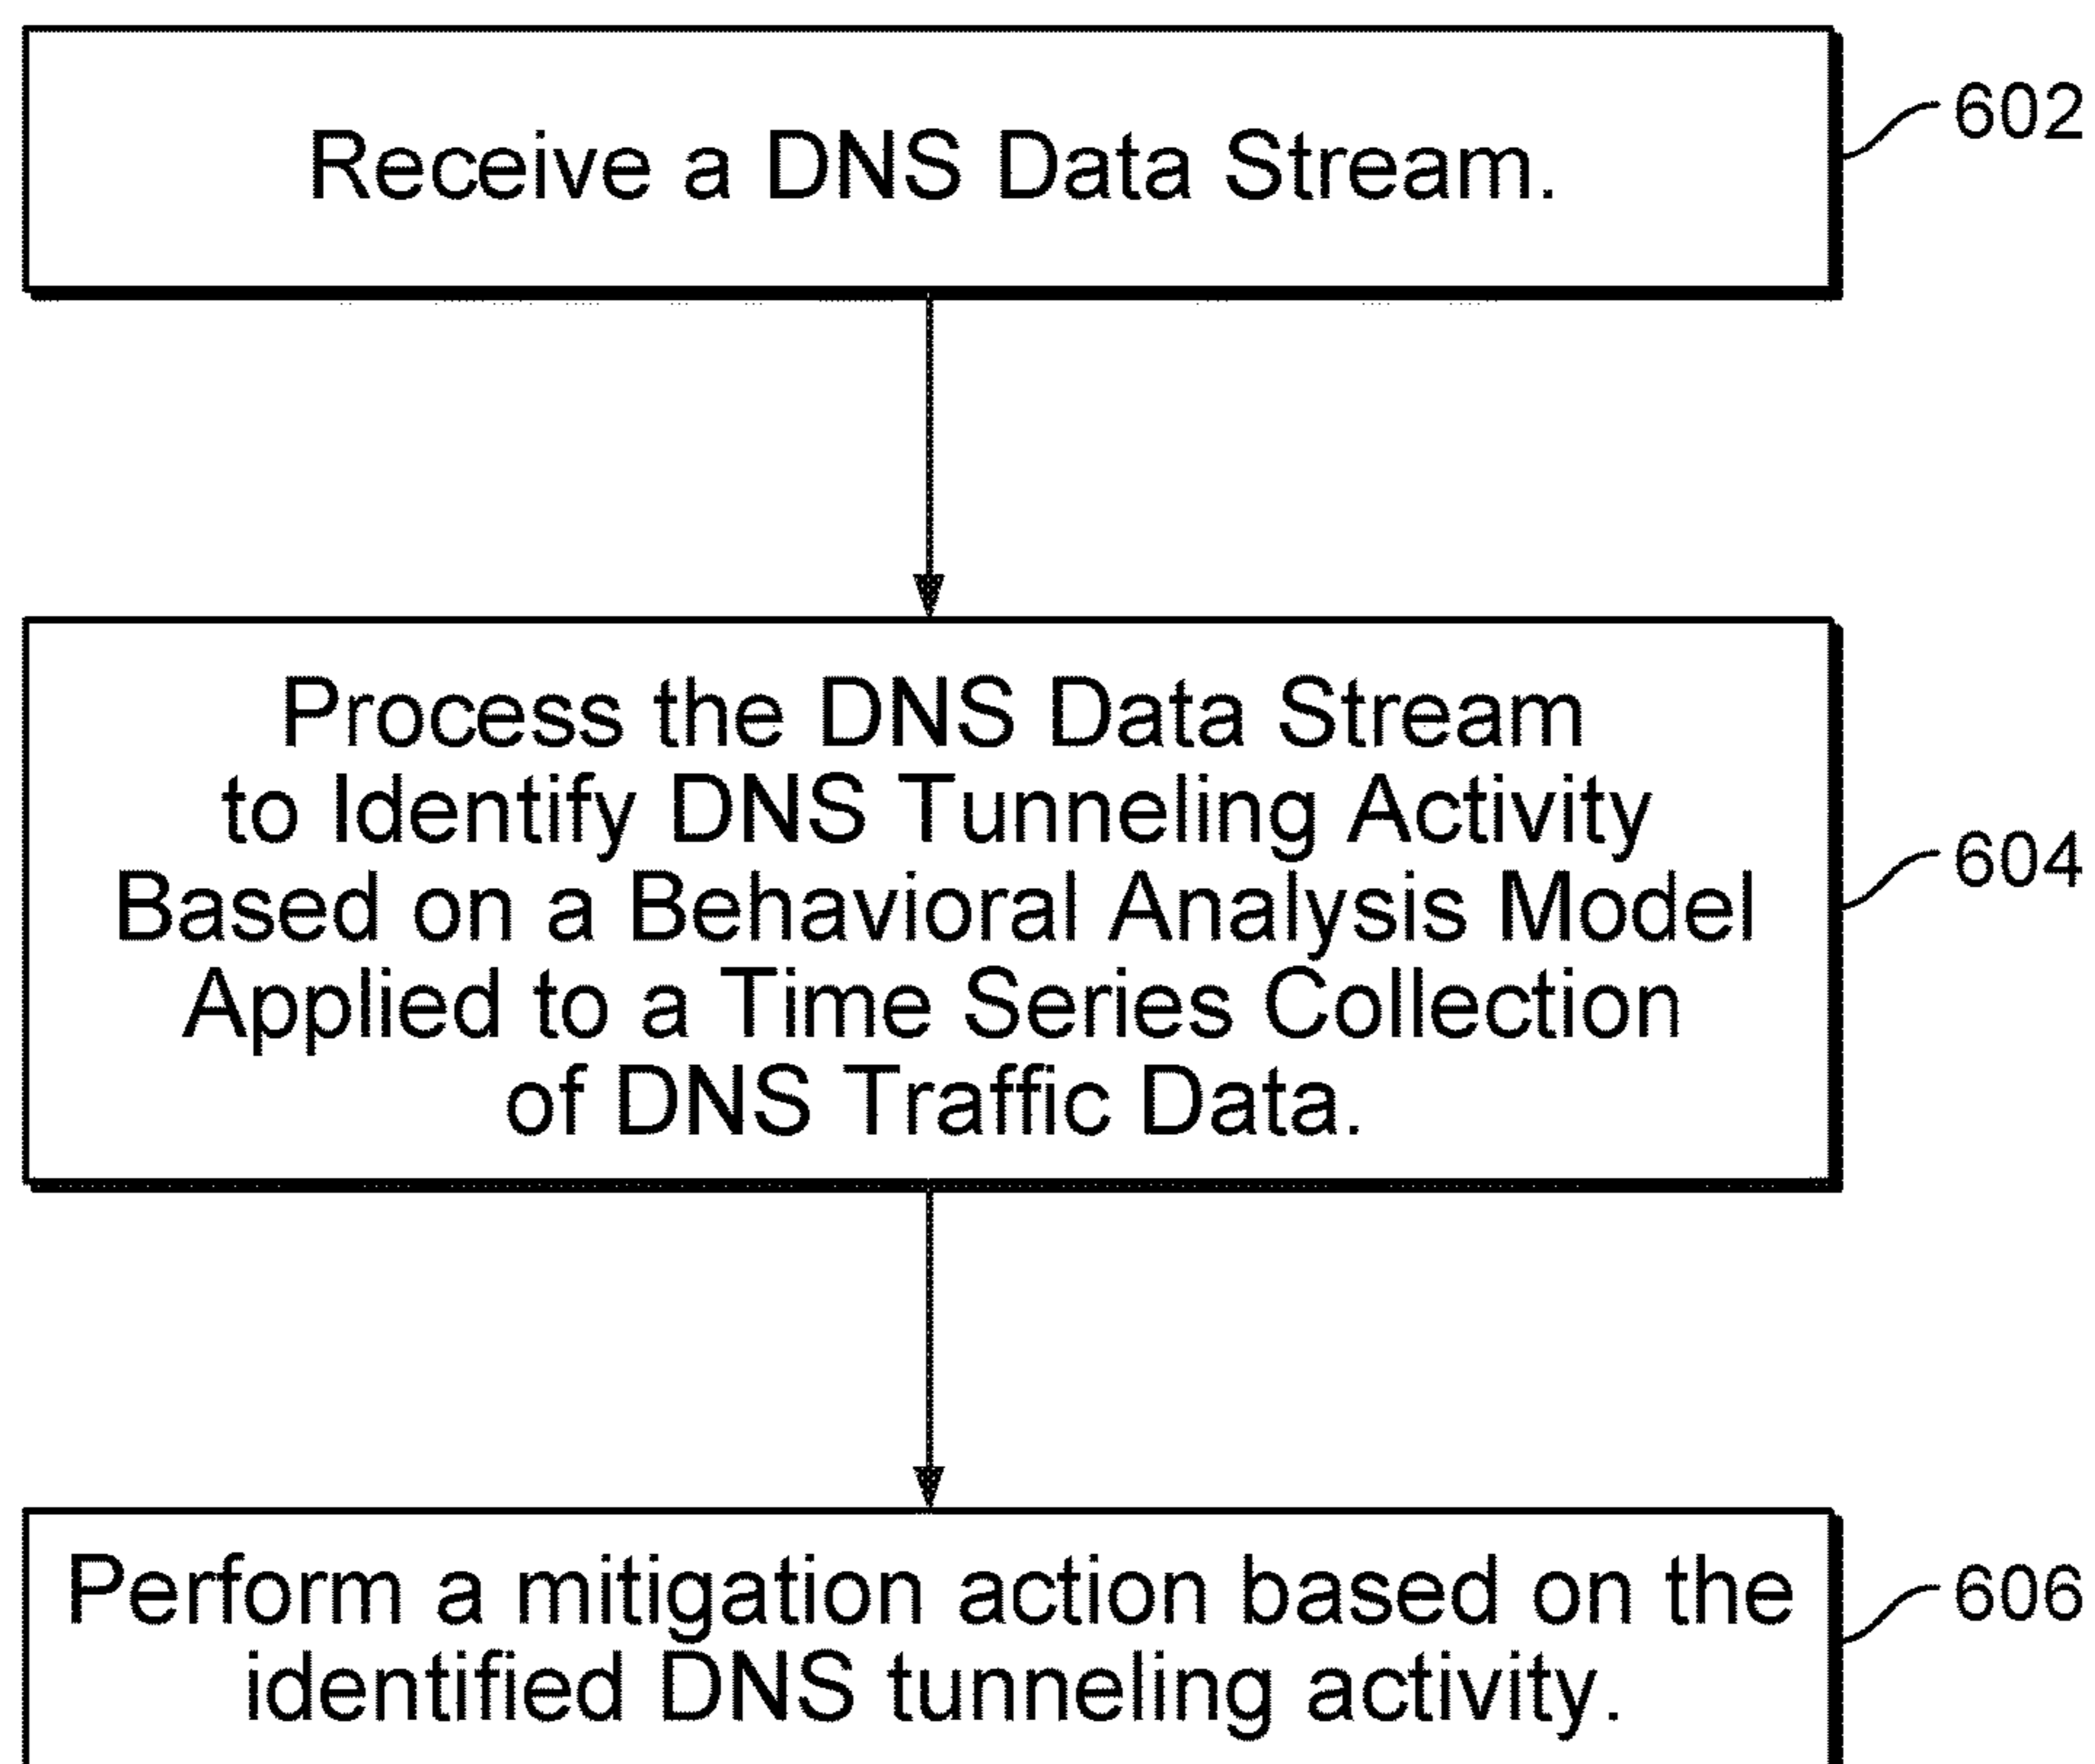 Receive a DNS Data Stream.
602
Process the DNS Data Stream
to Identify DNS Tunneling Activity
Based on a Behavioral Analysis Model
Applied to a Time Series Collection
of DNS Traffic Data.
604
Perform a mitigation action based on the
identified DNS tunneling activity.
606